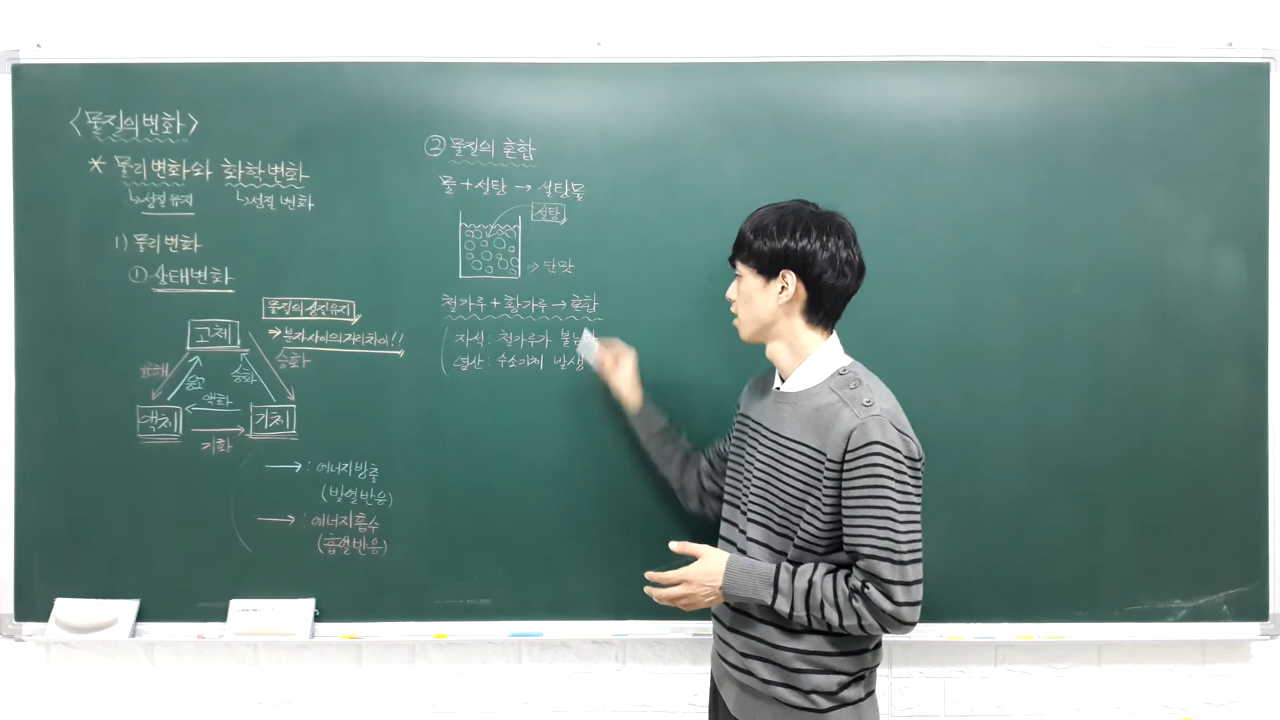 <물질의 변화>
* 물리변화와 화학변화
↳성질 유지 ↳성질 변화
1) 물리변화
① 상태변화
물질의 성질 유지
⇒ 분자 사이의 거리 차이!!
고체
융해 응고 승화 승화
액체 액화 기체
기화
→ : 에너지 방출
(발열반응)
→ : 에너지 흡수
(흡열반응)
② 물질의 혼합
물 + 설탕 → 설탕물
설탕
⇒ 단맛
철가루 + 황가루 → 혼합
자석 : 철가루가
염산 : 수소기체 발생